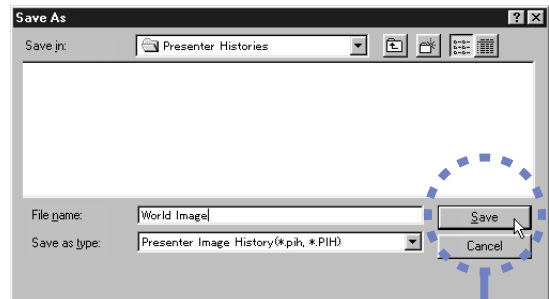 Save As
Save in: Presenter Histories
File name: World Image Save
Save as type: Presenter Image History(*.pih, *.PIH) Cancel